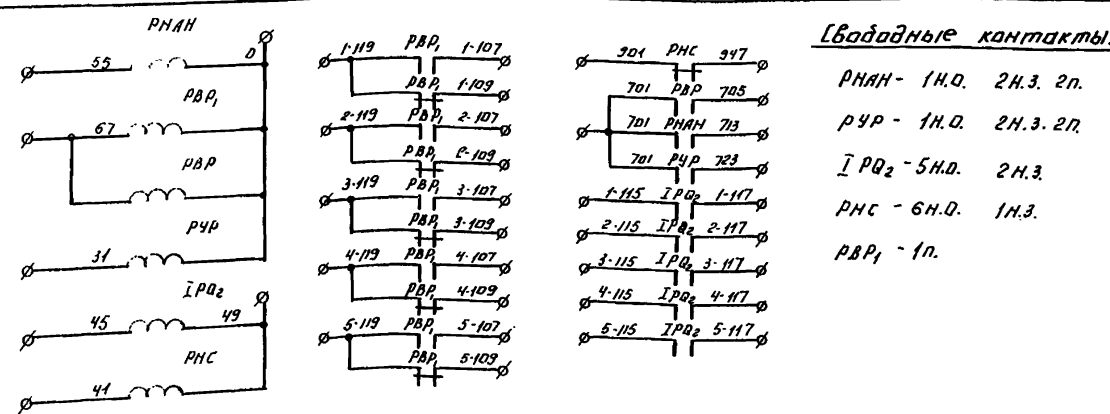 РНАН
0
55
РВР₁
67
РВР
РУР
31
IРQ₂
45 49
РНС
41
1-119 РВР₁ 1-107
РВР₁ 1-109
2-119 РВР₁ 2-107
РВР₁ 2-109
3-119 РВР₁ 3-107
РВР₁ 3-109
4-119 РВР₁ 4-107
РВР₁ 4-109
5-119 РВР₁ 5-107
РВР₁ 5-109
901 РНС 947
701 РВР 705
701 РНАН 713
701 РУР 723
1-115 IРQ₂ 1-117
2-115 IРQ₂ 2-117
3-115 IРQ₂ 3-117
4-115 IРQ₂ 4-117
5-115 IРQ₂ 5-117
Свободные контакты.
РНАН - 1Н.О. 2Н.З. 2П.
РУР - 1Н.О. 2Н.З. 2П.
IРQ₂ - 5Н.О. 2Н.З.
РНС - 6Н.О. 1Н.З.
РВР₁ - 1П.